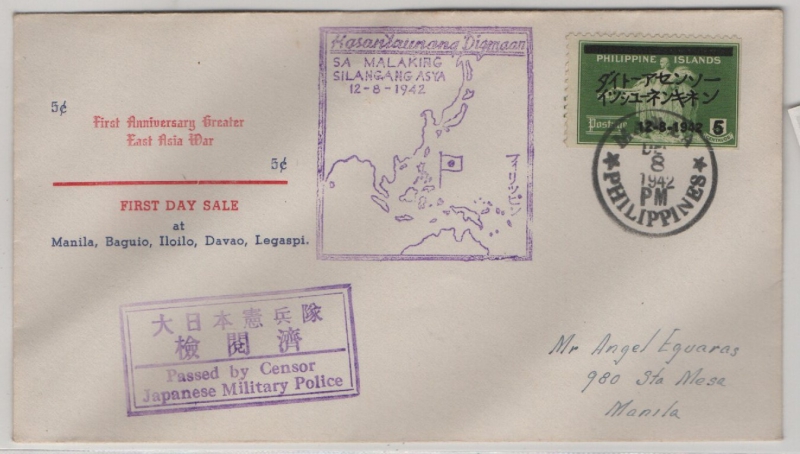 5¢
First Anniversary Greater
East Asia War
5¢
FIRST DAY SALE
at
Manila, Baguio, Iloilo, Davao, Legaspi.
Kasantaunang Digmaan
SA MALAKING
SILANGANG ASYA
12-8-1942
フィリッピン
PHILIPPINE ISLANDS
ダイトーアセンソー
イッシューネンキネン
12-8-1942
5
Postage
DEC
8
1942
PM
PHILIPPINES
大日本憲兵隊
檢閲濟
Passed by Censor
Japanese Military Police
Mr Angel Eguaras
980 Sta Mesa
Manila